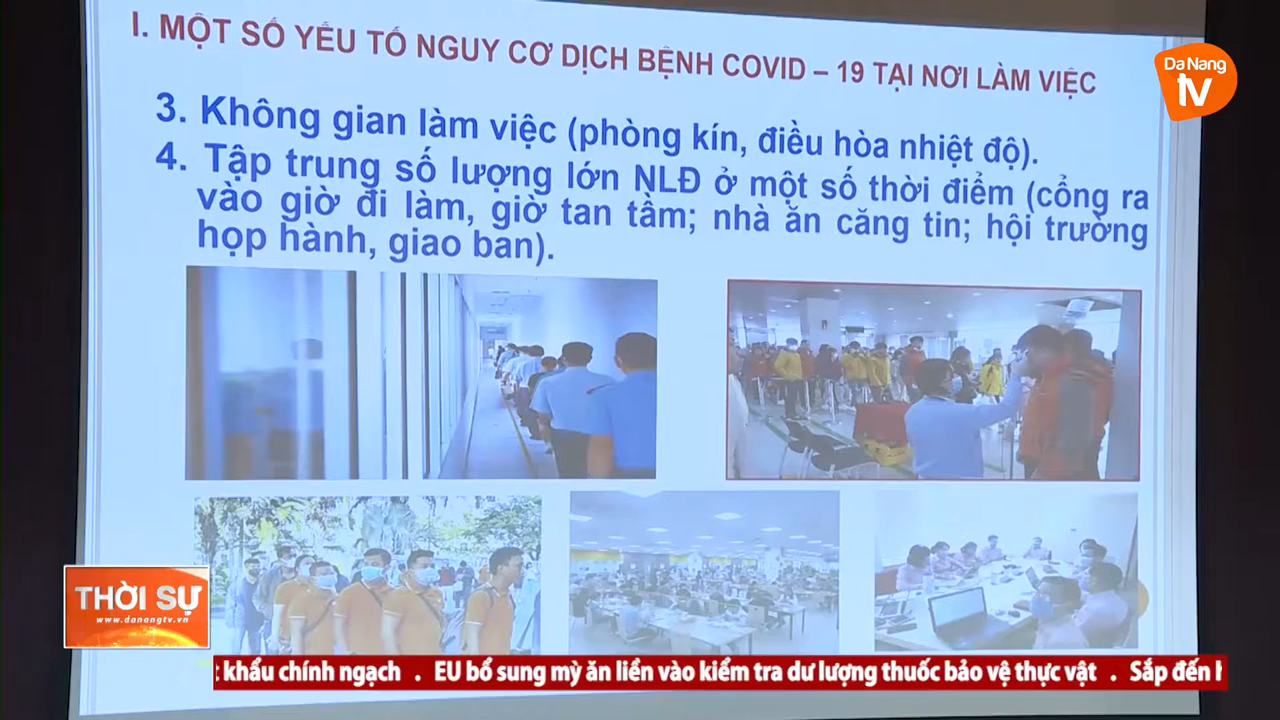 I. MỘT SỐ YẾU TỐ NGUY CƠ DỊCH BỆNH COVID – 19 TẠI NƠI LÀM VIỆC
Da Nang
tv
3. Không gian làm việc (phòng kín, điều hòa nhiệt độ).
4. Tập trung số lượng lớn NLĐ ở một số thời điểm (cổng ra
vào giờ đi làm, giờ tan tầm; nhà ăn căng tin; hội trường
họp hành, giao ban).
THỜI SỰ
www.danangtv.vn
khẩu chính ngạch . EU bổ sung mỳ ăn liền vào kiểm tra dư lượng thuốc bảo vệ thực vật . Sắp đến